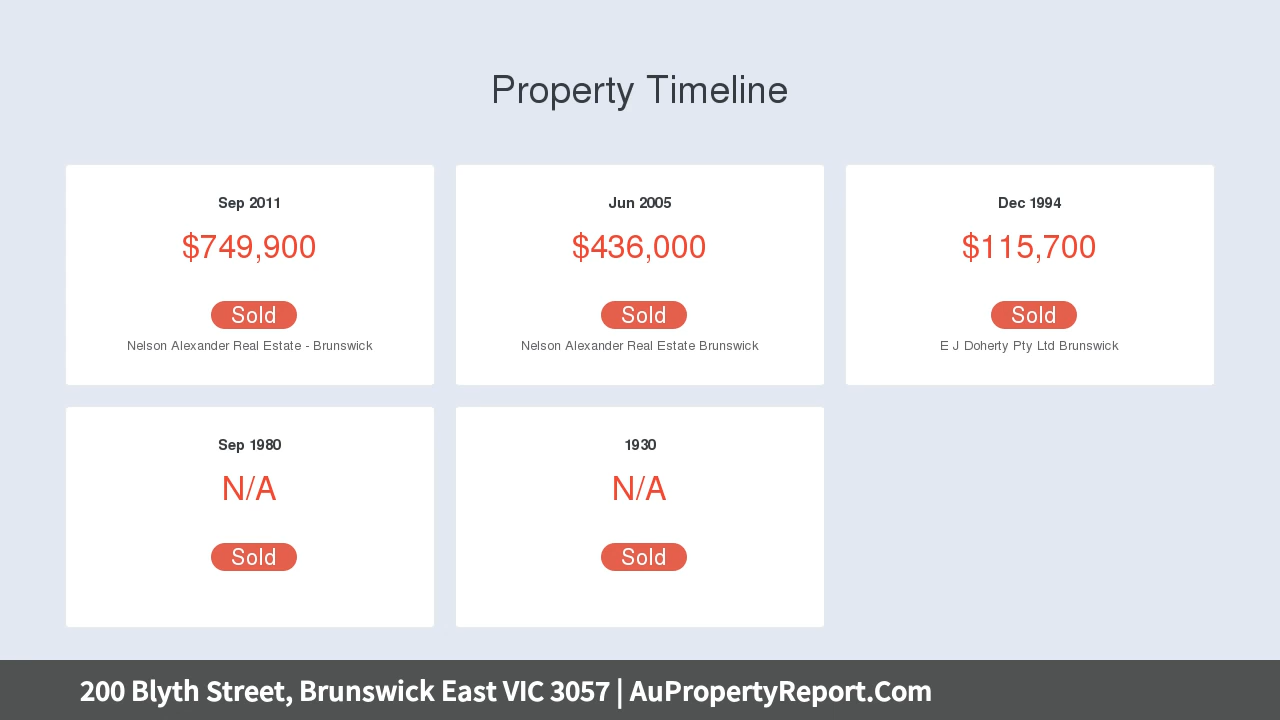 Property Timeline
Sep 2011
$749,900
Sold
Nelson Alexander Real Estate - Brunswick
Jun 2005
$436,000
Sold
Nelson Alexander Real Estate Brunswick
Dec 1994
$115,700
Sold
E J Doherty Pty Ltd Brunswick
Sep 1980
N/A
Sold
1930
N/A
Sold
200 Blyth Street, Brunswick East VIC 3057 | AuPropertyReport.Com